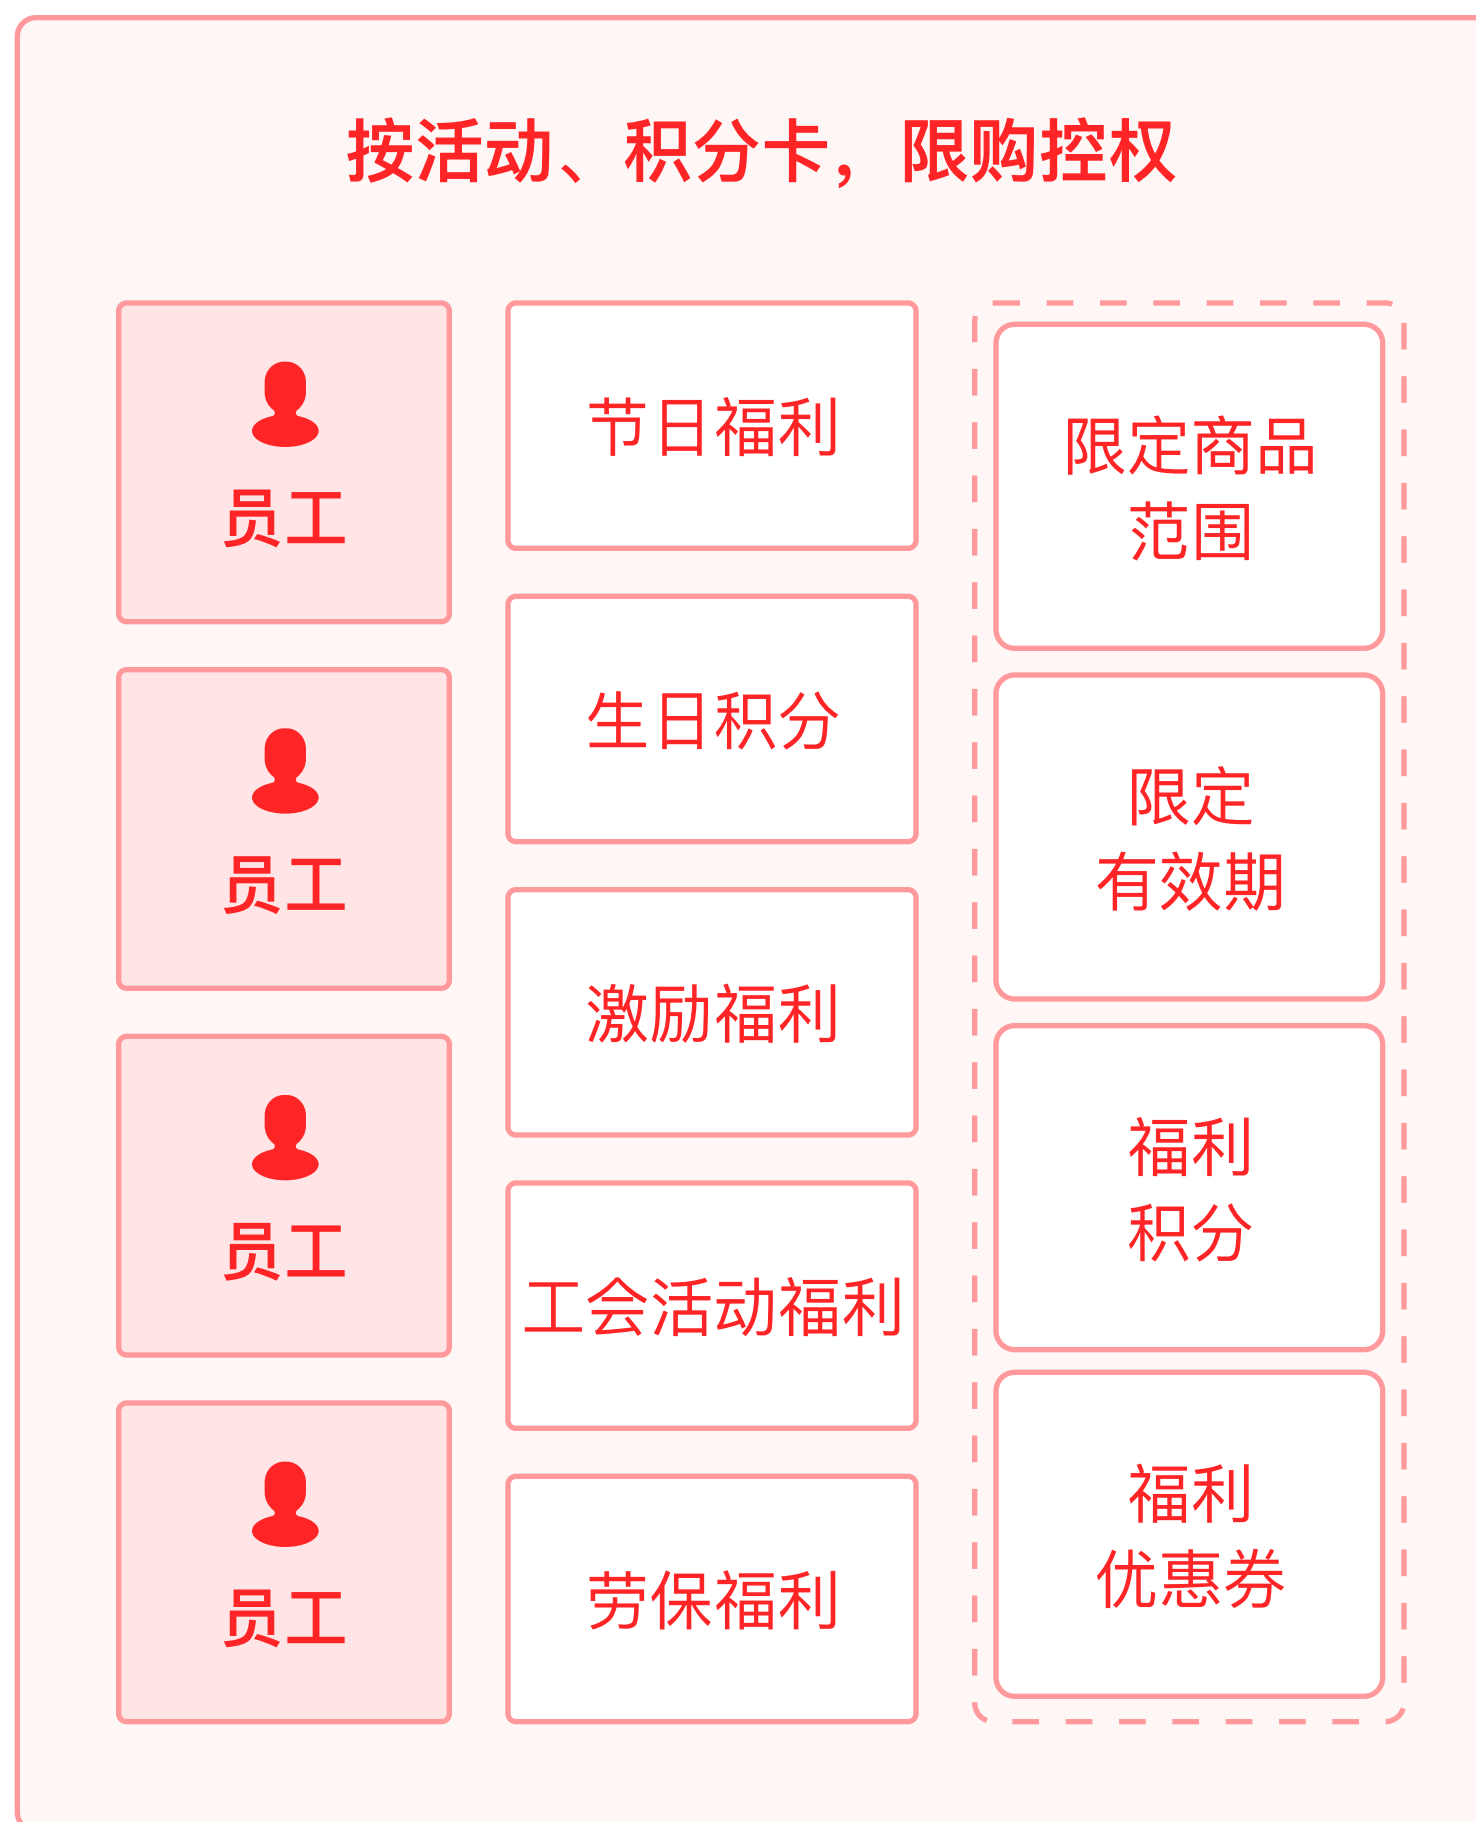 按活动、积分卡，限购控权
员工
员工
员工
员工
节日福利
生日积分
激励福利
工会活动福利
劳保福利
限定商品
范围
限定
有效期
福利
积分
福利
优惠券